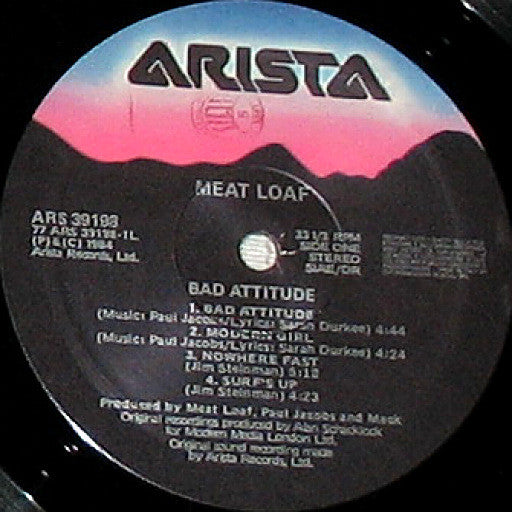 ARISTA
MEAT LOAF
ARS 39198
77 ARS 39198-1L
(P) & (C) 1984
Arista Records, Ltd.
33 1/3 RPM
SIDE ONE
STEREO
SIAE/DR
BAD ATTITUDE
1. BAD ATTITUDE
(Music: Paul Jacobs/Lyrics: Sarah Durkee) 4:44
2. MODERN GIRL
(Music: Paul Jacobs/Lyrics: Sarah Durkee) 4:24
3. NOWHERE FAST
(Jim Steinman) 5:12
4. SURF'S UP
(Jim Steinman) 4:23
Produced by Meat Loaf, Paul Jacobs and Mack
Original recordings produced by Alan
for Modern Media London Ltd.
Original sound recording made
by Arista Records, Ltd.